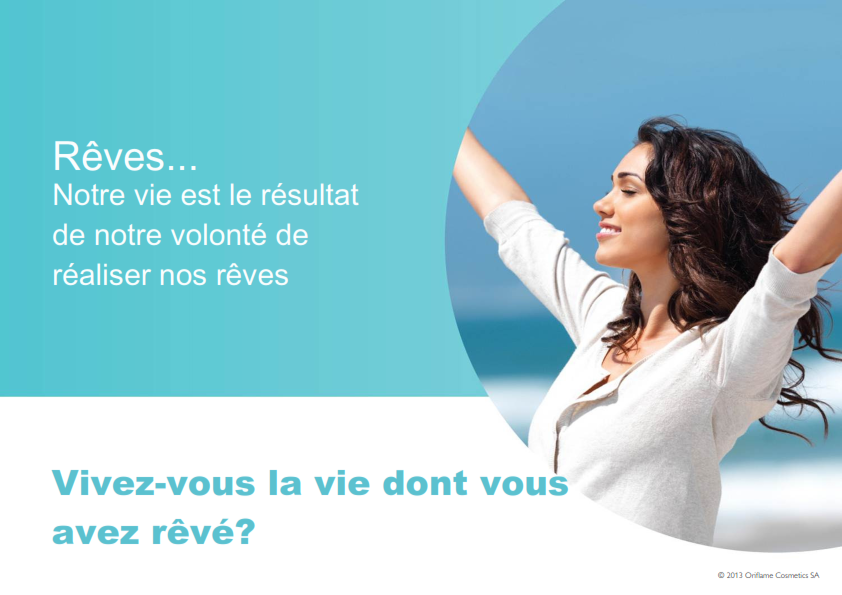 Rêves...
Notre vie est le résultat
de notre volonté de
réaliser nos rêves
Vivez-vous la vie dont vous
avez rêvé?
© 2013 Oriflame Cosmetics SA